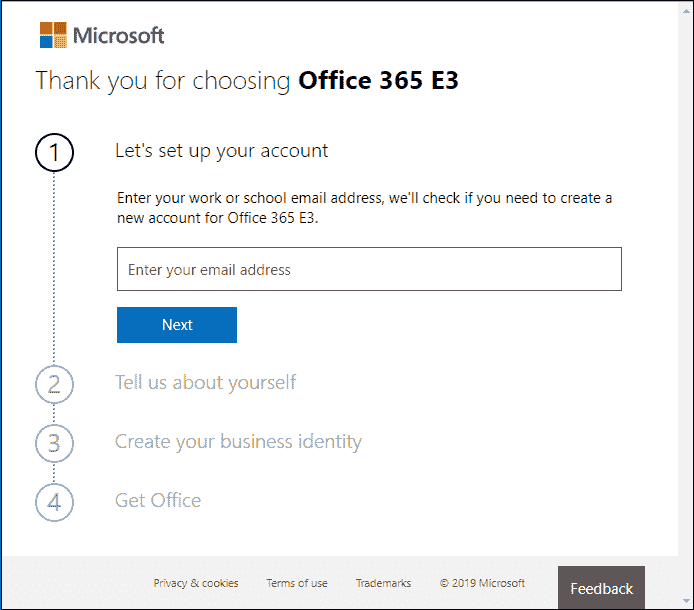 Microsoft
Thank you for choosing Office 365 E3
1
Let's set up your account
Enter your work or school email address, we'll check if you need to create a
new account for Office 365 E3.
Enter your email address
Next
2
Tell us about yourself
3
Create your business identity
4
Get Office
Privacy & cookies
Terms of use
Trademarks
© 2019 Microsoft
Feedback